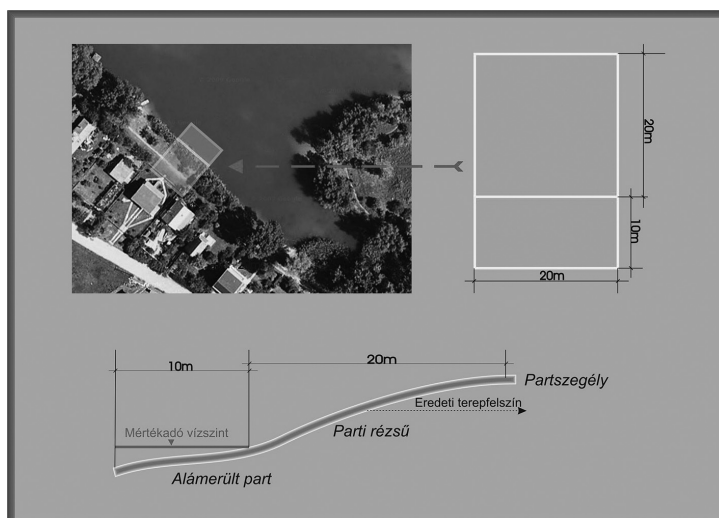 20m
10m
20m
10m
20m
Partszegély
Eredeti terepfelszín
Parti rézsű
Mértékadó vízszint
Alámerült part